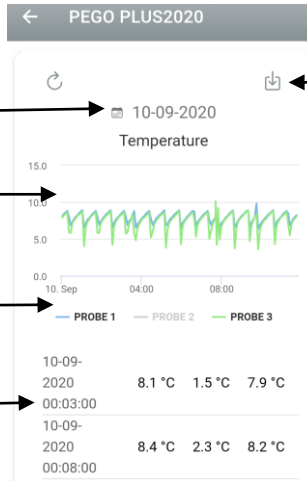 PEGO PLUS2020
10-09-2020
Temperature
15.0
10.0
5.0
0.0
10. Sep 04:00 08:00
PROBE 1 PROBE 2 PROBE 3
10-09-
2020 8.1 °C 1.5 °C 7.9 °C
00:03:00
10-09-
2020 8.4 °C 2.3 °C 8.2 °C
00:08:00